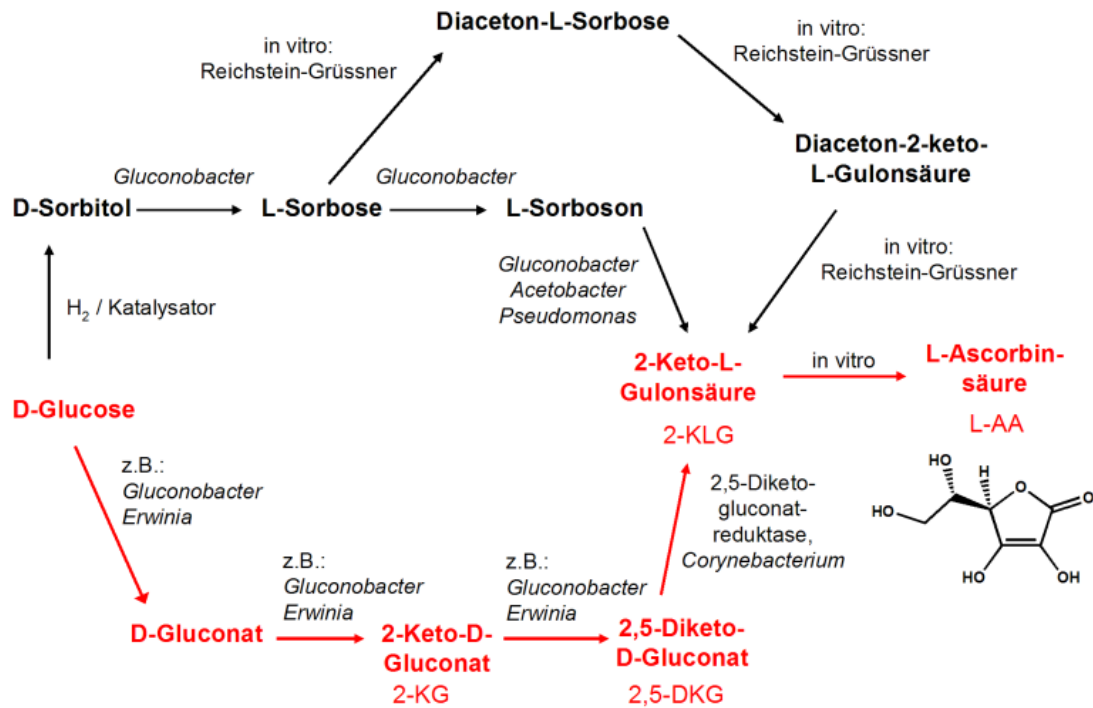 Diaceton-L-Sorbose
in vitro:
Reichstein-Grüssner
in vitro:
Reichstein-Grüssner
Diaceton-2-keto-
L-Gulonsäure
Gluconobacter
Gluconobacter
D-Sorbitol
L-Sorbose
L-Sorboson
in vitro:
Reichstein-Grüssner
Gluconobacter
Acetobacter
Pseudomonas
H2 / Katalysator
2-Keto-L-
Gulonsäure
in vitro
L-Ascorbin-
säure
D-Glucose
2-KLG
L-AA
z.B.:
Gluconobacter
Erwinia
2,5-Diketo-
gluconat-
reduktase,
Corynebacterium
HO
H
O
O
HO
HO
OH
z.B.:
Gluconobacter
Erwinia
z.B.:
Gluconobacter
Erwinia
D-Gluconat
2-Keto-D-
Gluconat
2,5-Diketo-
D-Gluconat
2-KG
2,5-DKG